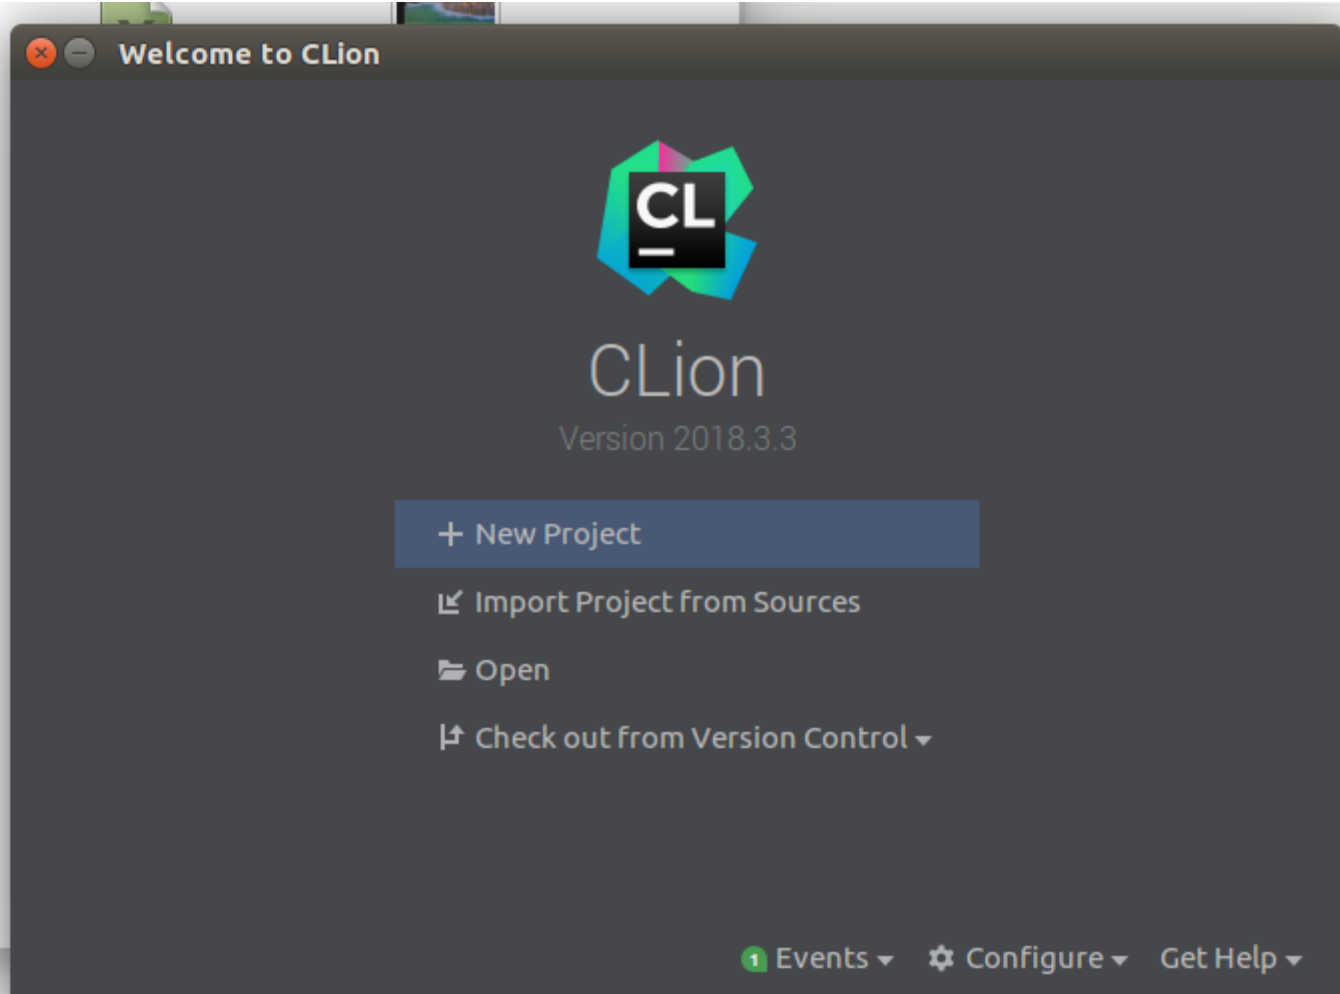 Welcome to CLion
CL
CLion
Version 2018.3.3
New Project
Import Project from Sources
Open
Check out from Version Control
1 Events Configure Get Help